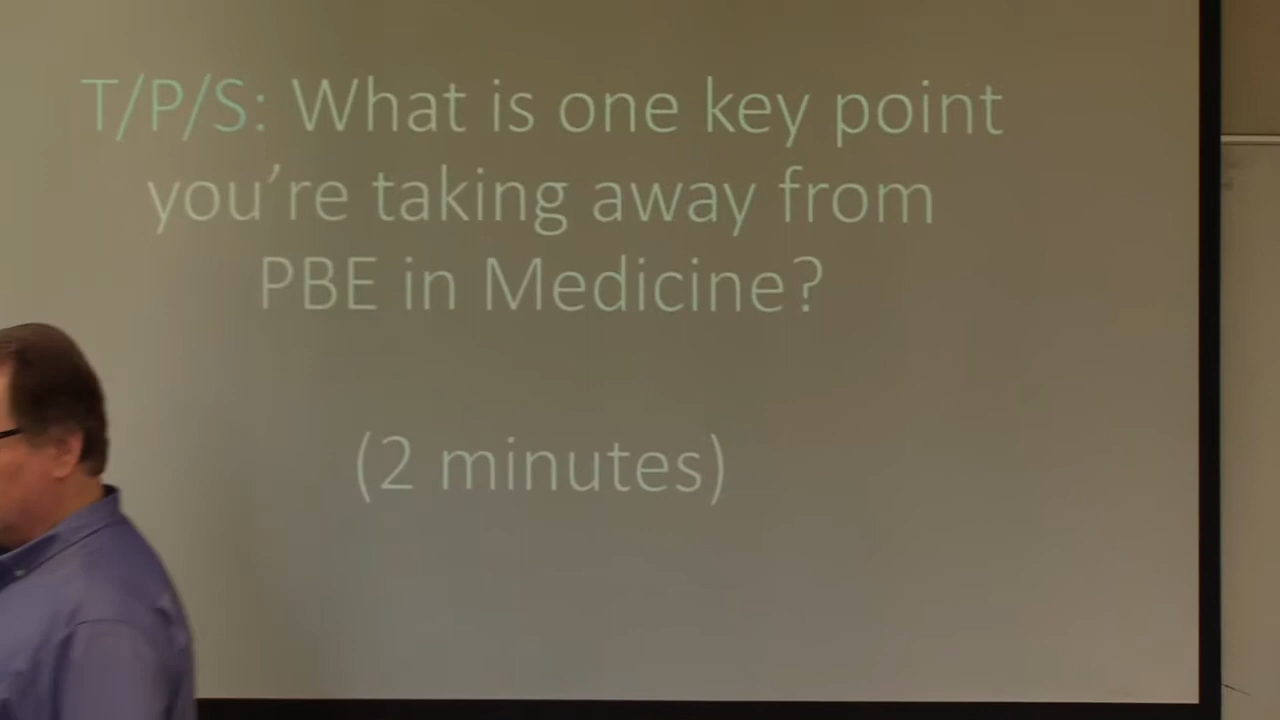 T/P/S: What is one key point
you’re taking away from
PBE in Medicine?
(2 minutes)